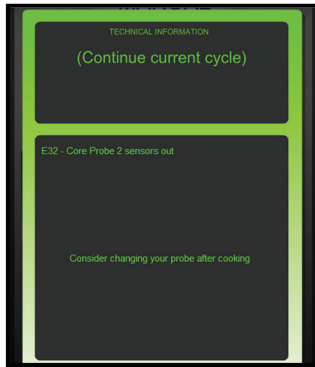 TECHNICAL INFORMATION
(Continue current cycle)
E32 - Core Probe 2 sensors out
Consider changing your probe after cooking